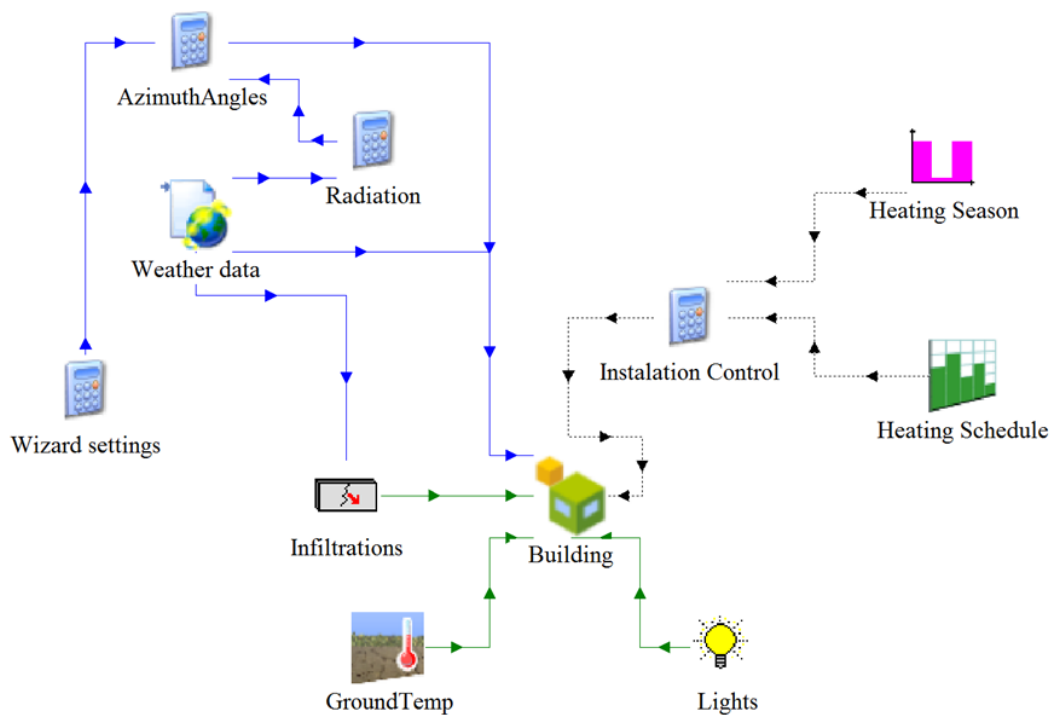 AzimuthAngles
Radiation
Heating Season
Weather data
Instalation Control
Wizard settings
Heating Schedule
Infiltrations
Building
GroundTemp
Lights